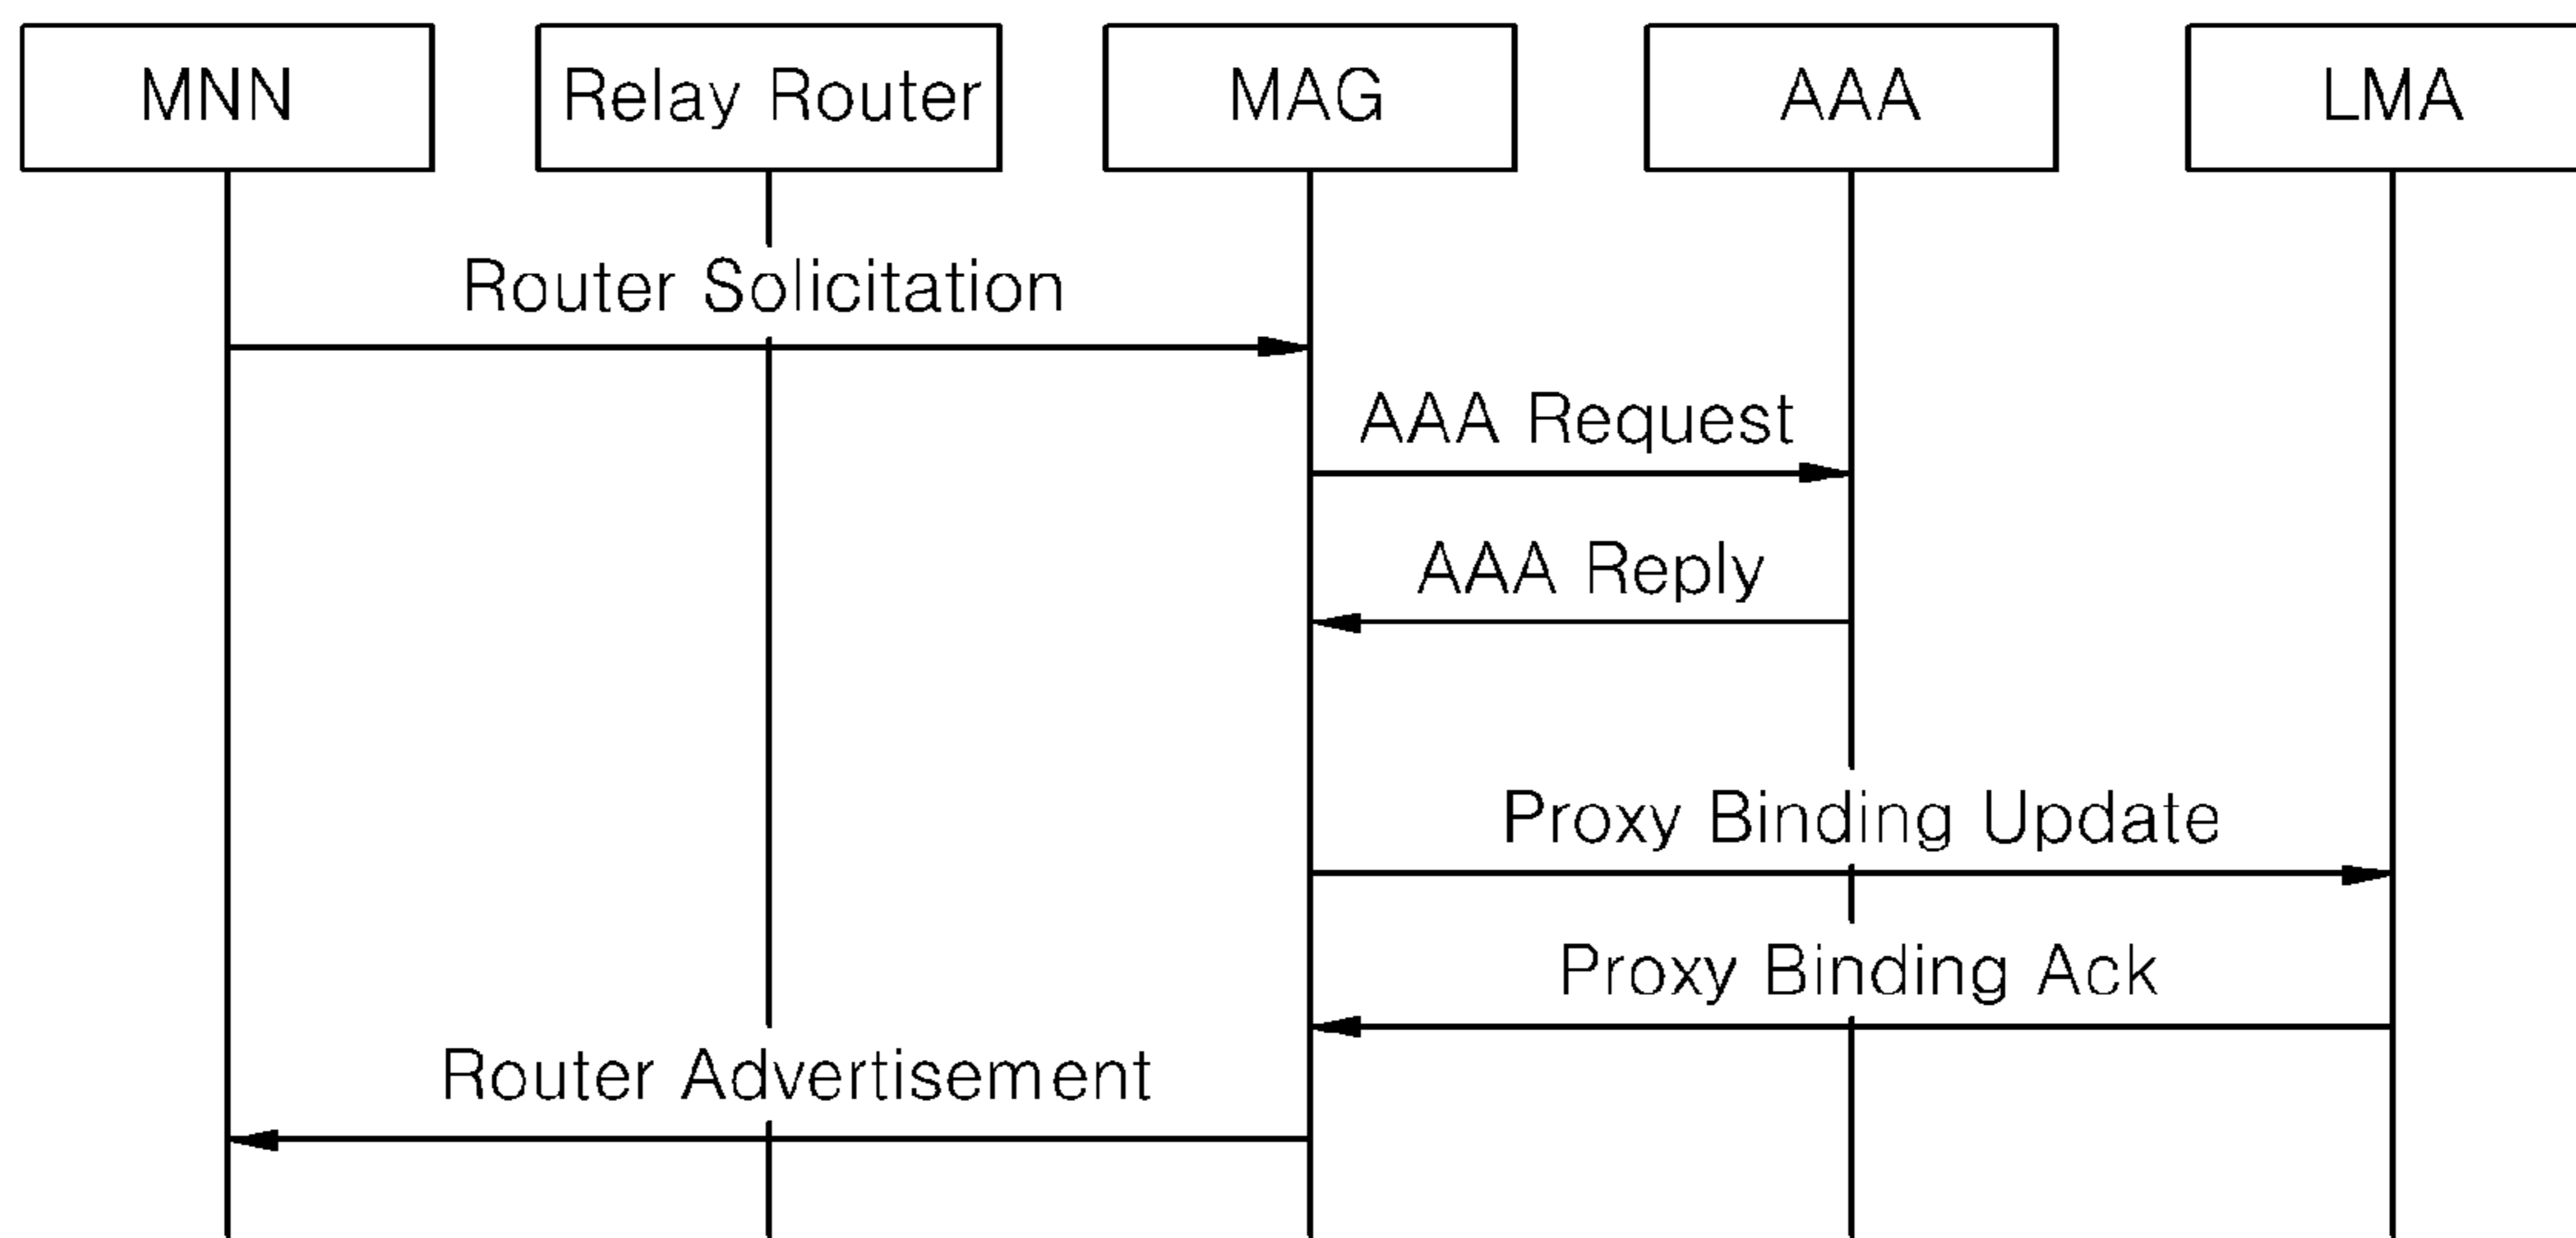 MNN
Relay Router
MAG
AAA
LMA
Router Solicitation
AAA Request
AAA Reply
Proxy Binding Update
Proxy Binding Ack
Router Advertisement